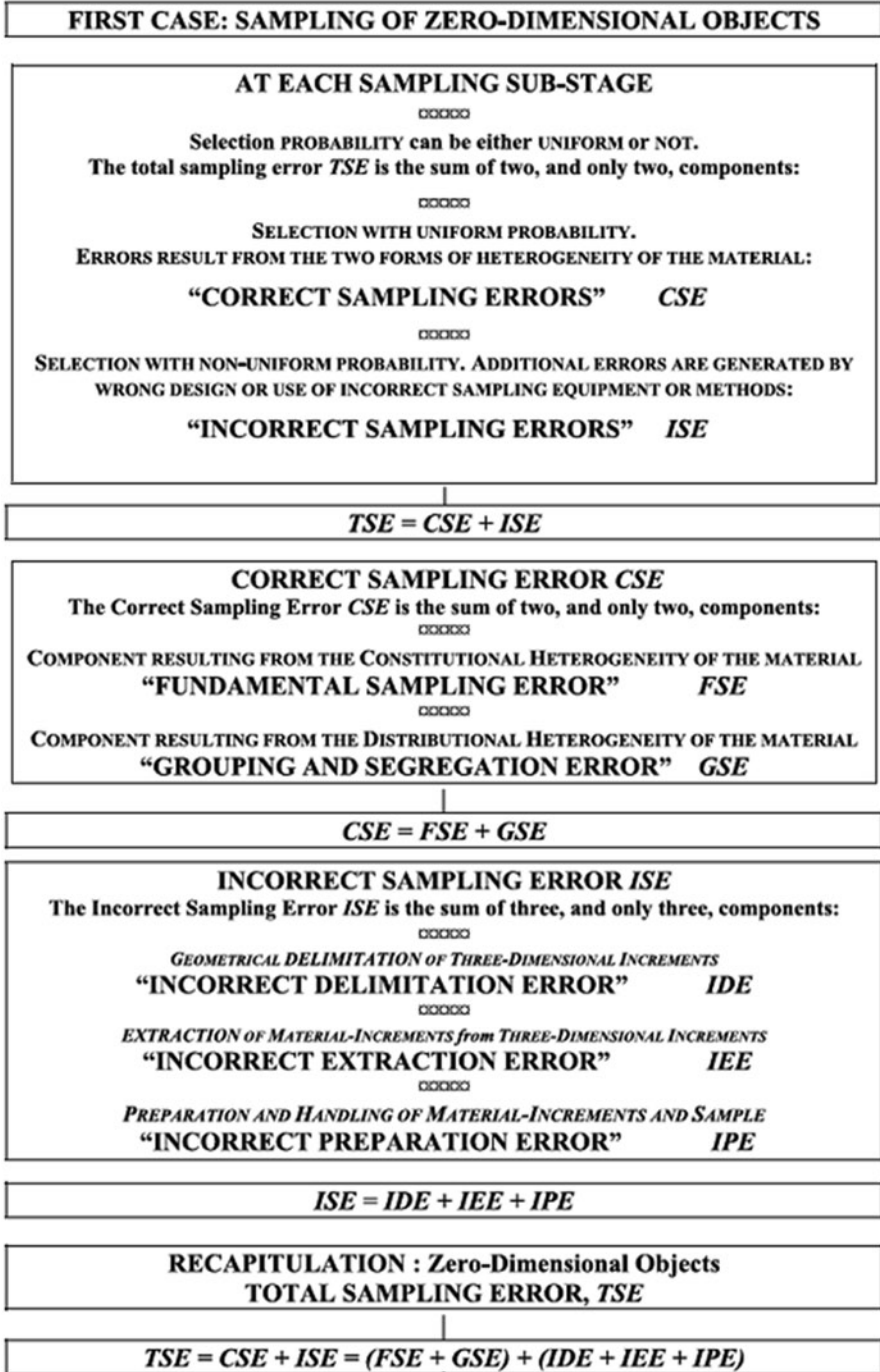 FIRST CASE: SAMPLING OF ZERO-DIMENSIONAL OBJECTS
AT EACH SAMPLING SUB-STAGE
¤¤¤¤¤
Selection PROBABILITY can be either UNIFORM or NOT.
The total sampling error TSE is the sum of two, and only two, components:
¤¤¤¤¤
SELECTION WITH UNIFORM PROBABILITY.
ERRORS RESULT FROM THE TWO FORMS OF HETEROGENEITY OF THE MATERIAL:
“CORRECT SAMPLING ERRORS” CSE
¤¤¤¤¤
SELECTION WITH NON-UNIFORM PROBABILITY. ADDITIONAL ERRORS ARE GENERATED BY
WRONG DESIGN OR USE OF INCORRECT SAMPLING EQUIPMENT OR METHODS:
“INCORRECT SAMPLING ERRORS” ISE
TSE = CSE + ISE
CORRECT SAMPLING ERROR CSE
The Correct Sampling Error CSE is the sum of two, and only two, components:
¤¤¤¤¤
COMPONENT RESULTING FROM THE CONSTITUTIONAL HETEROGENEITY OF THE MATERIAL
“FUNDAMENTAL SAMPLING ERROR” FSE
¤¤¤¤¤
COMPONENT RESULTING FROM THE DISTRIBUTIONAL HETEROGENEITY OF THE MATERIAL
“GROUPING AND SEGREGATION ERROR” GSE
CSE = FSE + GSE
INCORRECT SAMPLING ERROR ISE
The Incorrect Sampling Error ISE is the sum of three, and only three, components:
¤¤¤¤¤
GEOMETRICAL DELIMITATION OF THREE-DIMENSIONAL INCREMENTS
“INCORRECT DELIMITATION ERROR” IDE
¤¤¤¤¤
EXTRACTION OF MATERIAL-INCREMENTS from THREE-DIMENSIONAL INCREMENTS
“INCORRECT EXTRACTION ERROR” IEE
¤¤¤¤¤
PREPARATION AND HANDLING OF MATERIAL-INCREMENTS AND SAMPLE
“INCORRECT PREPARATION ERROR” IPE
ISE = IDE + IEE + IPE
RECAPITULATION : Zero-Dimensional Objects
TOTAL SAMPLING ERROR, TSE
TSE = CSE + ISE = (FSE + GSE) + (IDE + IEE + IPE)